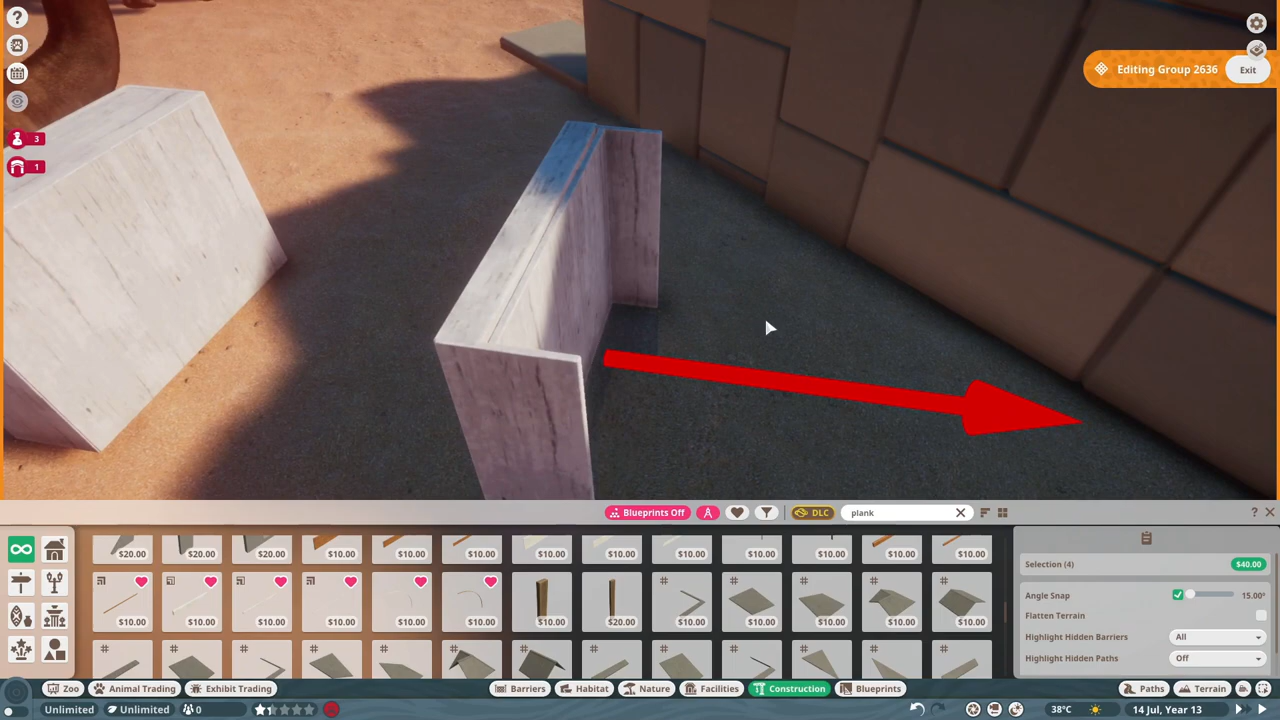 ?
3
1
Editing Group 2636
Exit
Blueprints Off
DLC
plank
?
$20.00 $20.00 $20.00 $10.00 $10.00 $10.00 $10.00 $10.00 $10.00 $10.00 $10.00 $10.00 $10.00
$10.00 $10.00 $10.00 $10.00 $10.00 $10.00 $10.00 $20.00 $10.00 $10.00 $10.00 $10.00 $10.00
Selection (4)
$40.00
Angle Snap
15.00°
Flatten Terrain
Highlight Hidden Barriers
All
Highlight Hidden Paths
Off
Zoo
Animal Trading
Exhibit Trading
Barriers
Habitat
Nature
Facilities
Construction
Blueprints
Paths
Terrain
Unlimited
Unlimited
0
38°C
14 Jul, Year 13